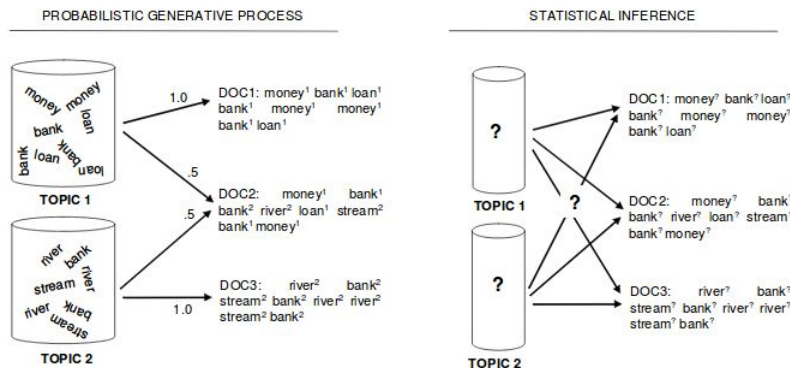 PROBABILISTIC GENERATIVE PROCESS
money
money
loan
bank
bank
loan
bank
loan
TOPIC 1
river
bank
river
stream
river
bank
stream
TOPIC 2
1.0
.5
.5
1.0
DOC1: money¹ bank¹ loan¹
bank¹ money¹ money¹
bank¹ loan¹
DOC2: money¹ bank¹
bank² river² loan¹ stream²
bank¹ money¹
DOC3: river² bank²
stream² bank² river² river²
stream² bank²
STATISTICAL INFERENCE
?
TOPIC 1
?
TOPIC 2
?
DOC1: money? bank? loan?
bank? money? money?
bank? loan?
DOC2: money? bank?
bank? river? loan? stream?
bank? money?
DOC3: river? bank?
stream? bank? river? river?
stream? bank?